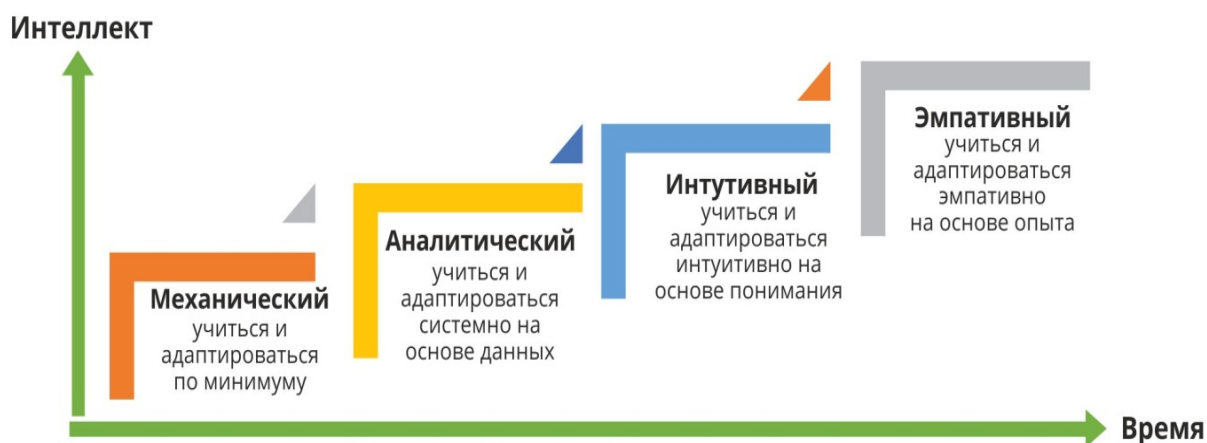 Интеллект
Механический
учиться и
адаптироваться
по минимуму
Аналитический
учиться и
адаптироваться
системно на
основе данных
Интутивный
учиться и
адаптироваться
интуитивно на
основе понимания
Эмпативный
учиться и
адаптироваться
эмпативно
на основе опыта
Время